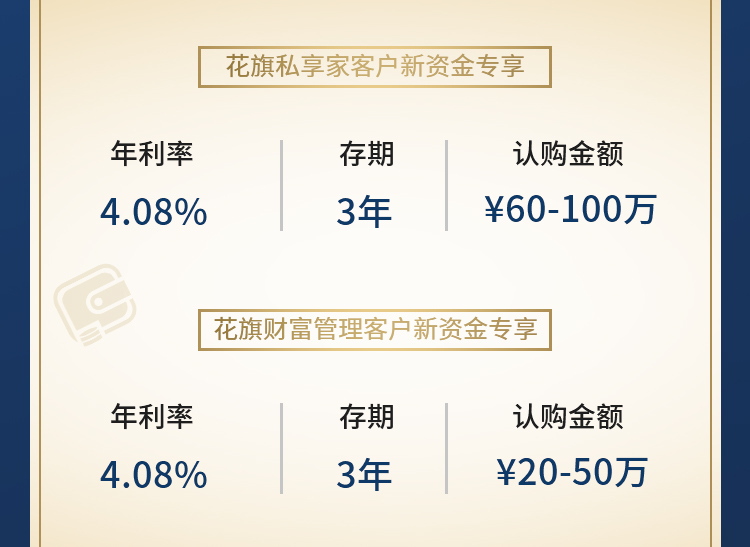 花旗私享家客户新资金专享
年利率 存期 认购金额
4.08% 3年 ¥60-100万
花旗财富管理客户新资金专享
年利率 存期 认购金额
4.08% 3年 ¥20-50万